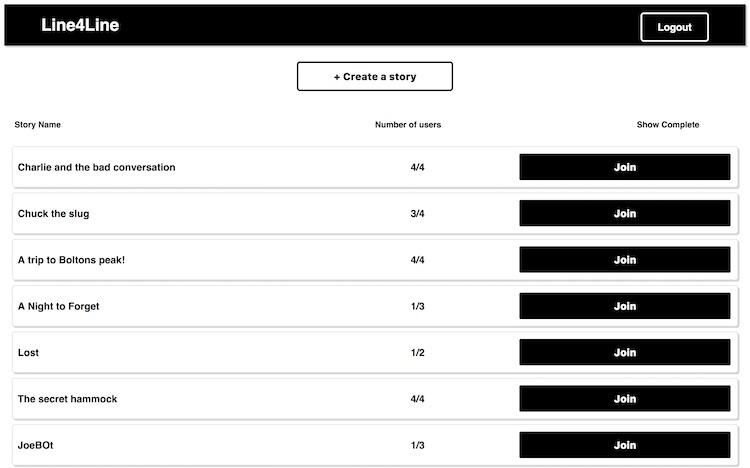 Line4Line
Logout
+ Create a story
Story Name Number of users Show Complete
Charlie and the bad conversation 4/4 Join
Chuck the slug 3/4 Join
A trip to Boltons peak! 4/4 Join
A Night to Forget 1/3 Join
Lost 1/2 Join
The secret hammock 4/4 Join
JoeBOt 1/3 Join